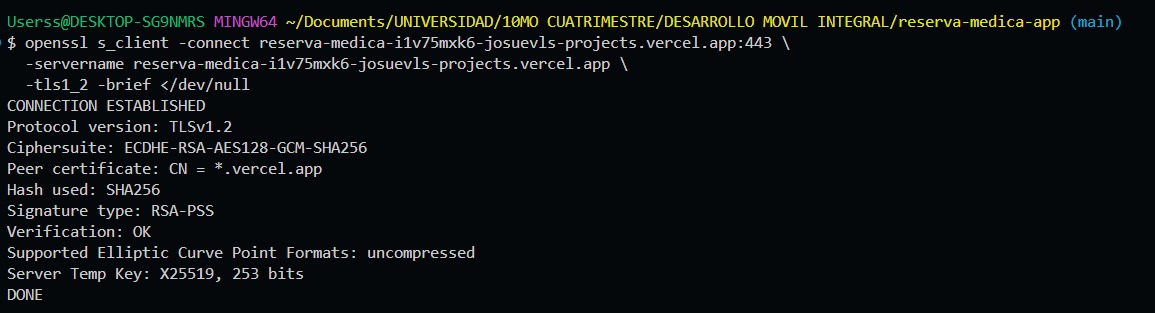 Userss@DESKTOP-SG9NMRS MINGW64 ~/Documents/UNIVERSIDAD/10MO CUATRIMESTRE/DESARROLLO MOVIL INTEGRAL/reserva-medica-app (main)
$ openssl s_client -connect reserva-medica-i1v75mxk6-josuevls-projects.vercel.app:443 \
  -servername reserva-medica-i1v75mxk6-josuevls-projects.vercel.app \
  -tls1_2 -brief </dev/null
CONNECTION ESTABLISHED
Protocol version: TLSv1.2
Ciphersuite: ECDHE-RSA-AES128-GCM-SHA256
Peer certificate: CN = *.vercel.app
Hash used: SHA256
Signature type: RSA-PSS
Verification: OK
Supported Elliptic Curve Point Formats: uncompressed
Server Temp Key: X25519, 253 bits
DONE